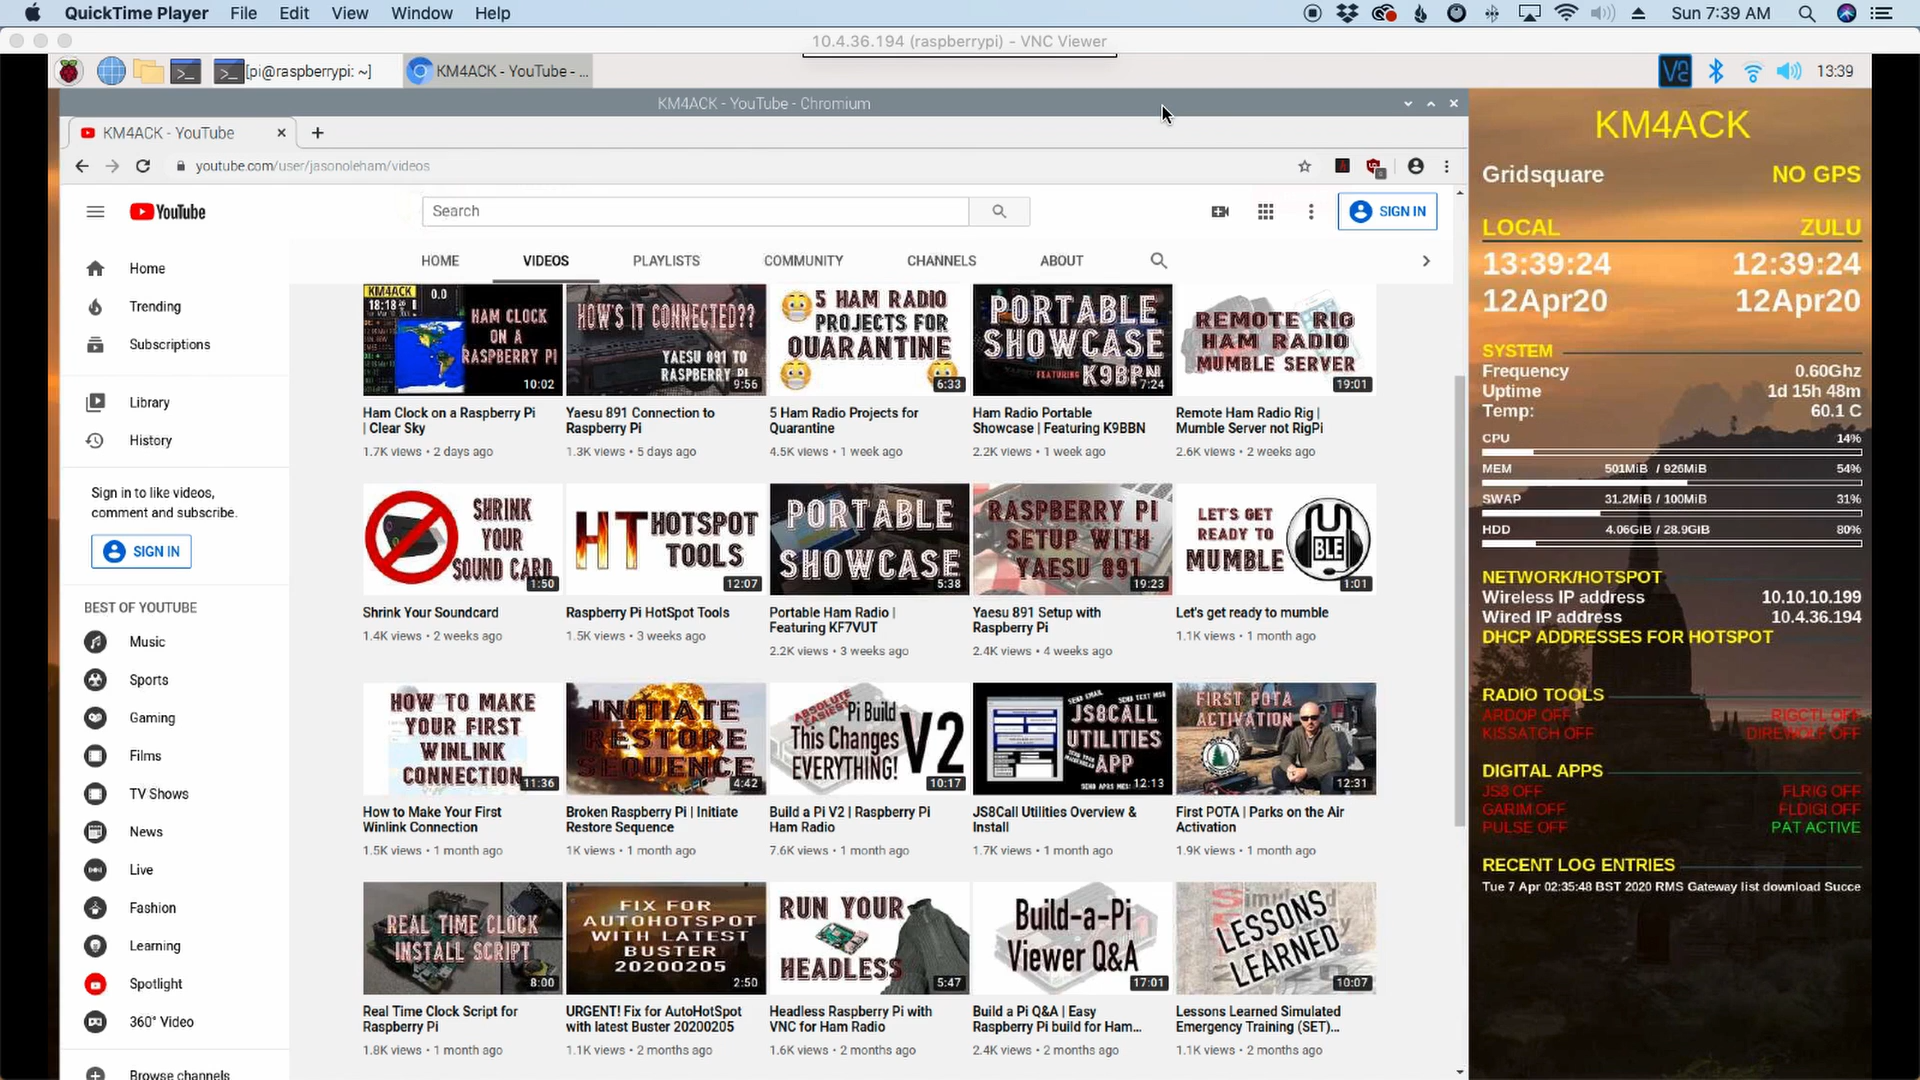 QuickTime Player File Edit View Window Help
Sun 7:39 AM
10.4.36.194 (raspberrypi) - VNC Viewer
[pi@raspberrypi: ~]
KM4ACK - YouTube - ...
13:39
KM4ACK - YouTube - Chromium
KM4ACK - YouTube
youtube.com/user/jasonoleham/videos
YouTube
Search
SIGN IN
HOME VIDEOS PLAYLISTS COMMUNITY CHANNELS ABOUT
Home
Trending
Subscriptions
Library
History
Sign in to like videos,
comment and subscribe.
SIGN IN
BEST OF YOUTUBE
Music
Sports
Gaming
Films
TV Shows
News
Live
Fashion
Learning
Spotlight
360° Video
Browse channels
KM4ACK
0.0
HAM CLOCK
ON A
RASPBERRY PI
10:02
Ham Clock on a Raspberry Pi
| Clear Sky
1.7K views • 2 days ago
HOW'S IT CONNECTED??
YAESU 891 TO
RASPBERRY PI
9:56
Yaesu 891 Connection to
Raspberry Pi
1.3K views • 5 days ago
5 HAM RADIO
PROJECTS FOR
QUARANTINE
6:33
5 Ham Radio Projects for
Quarantine
4.5K views • 1 week ago
PORTABLE
SHOWCASE
FEATURING K9BBN
7:24
Ham Radio Portable
Showcase | Featuring K9BBN
2.2K views • 1 week ago
REMOTE RIG
HAM RADIO
MUMBLE SERVER
19:01
Remote Ham Radio Rig |
Mumble Server not RigPi
2.6K views • 2 weeks ago
SHRINK
YOUR
SOUND CARD
1:50
Shrink Your Soundcard
1.4K views • 2 weeks ago
HT HOTSPOT
TOOLS
12:07
Raspberry Pi HotSpot Tools
1.5K views • 3 weeks ago
PORTABLE
SHOWCASE
5:38
Portable Ham Radio |
Featuring KF7VUT
2.2K views • 3 weeks ago
RASPBERRY PI
SETUP WITH
YAESU 891
19:23
Yaesu 891 Setup with
Raspberry Pi
2.4K views • 4 weeks ago
LET'S GET
READY TO
MUMBLE
BLE
1:01
Let's get ready to mumble
1.1K views • 1 month ago
HOW TO MAKE
YOUR FIRST
WINLINK
CONNECTION
11:36
How to Make Your First
Winlink Connection
1.5K views • 1 month ago
INITIATE
RESTORE
SEQUENCE
4:42
Broken Raspberry Pi | Initiate
Restore Sequence
1K views • 1 month ago
ABSOLUTE
EASIEST
Pi Build
This Changes
EVERYTHING!
V2
10:17
Build a Pi V2 | Raspberry Pi
Ham Radio
7.6K views • 1 month ago
SEND EMAIL SEND TEXT MSG
JS8CALL
UTILITIES
APP
SEND APRS MSG
12:13
JS8Call Utilities Overview &
Install
1.7K views • 1 month ago
FIRST POTA
ACTIVATION
12:31
First POTA | Parks on the Air
Activation
1.9K views • 1 month ago
REAL TIME CLOCK
INSTALL SCRIPT
8:00
Real Time Clock Script for
Raspberry Pi
1.8K views • 1 month ago
FIX FOR
AUTOHOTSPOT
WITH LATEST
BUSTER
20200205
2:50
URGENT! Fix for AutoHotSpot
with latest Buster 20200205
1.1K views • 2 months ago
RUN YOUR
HEADLESS
5:47
Headless Raspberry Pi with
VNC for Ham Radio
1.6K views • 2 months ago
Build-a-Pi
Viewer Q&A
17:01
Build a Pi Q&A | Easy
Raspberry Pi build for Ham...
2.4K views • 2 months ago
LESSONS
LEARNED
10:07
Lessons Learned Simulated
Emergency Training (SET)...
1.1K views • 2 months ago
KM4ACK
Gridsquare NO GPS
LOCAL ZULU
13:39:24 12:39:24
12Apr20 12Apr20
SYSTEM
Frequency 0.60Ghz
Uptime 1d 15h 48m
Temp: 60.1 C
CPU 14%
MEM 501MiB / 926MiB 54%
SWAP 31.2MiB / 100MiB 31%
HDD 4.06GiB / 28.9GiB 80%
NETWORK/HOTSPOT
Wireless IP address 10.10.10.199
Wired IP address 10.4.36.194
DHCP ADDRESSES FOR HOTSPOT
RADIO TOOLS
ARDOP OFF RIGCTL OFF
KISSATCH OFF DIREWOLF OFF
DIGITAL APPS
JS8 OFF FLRIG OFF
GARIM OFF FLDIGI OFF
PULSE OFF PAT ACTIVE
RECENT LOG ENTRIES
Tue 7 Apr 02:35:48 BST 2020 RMS Gateway list download Succe